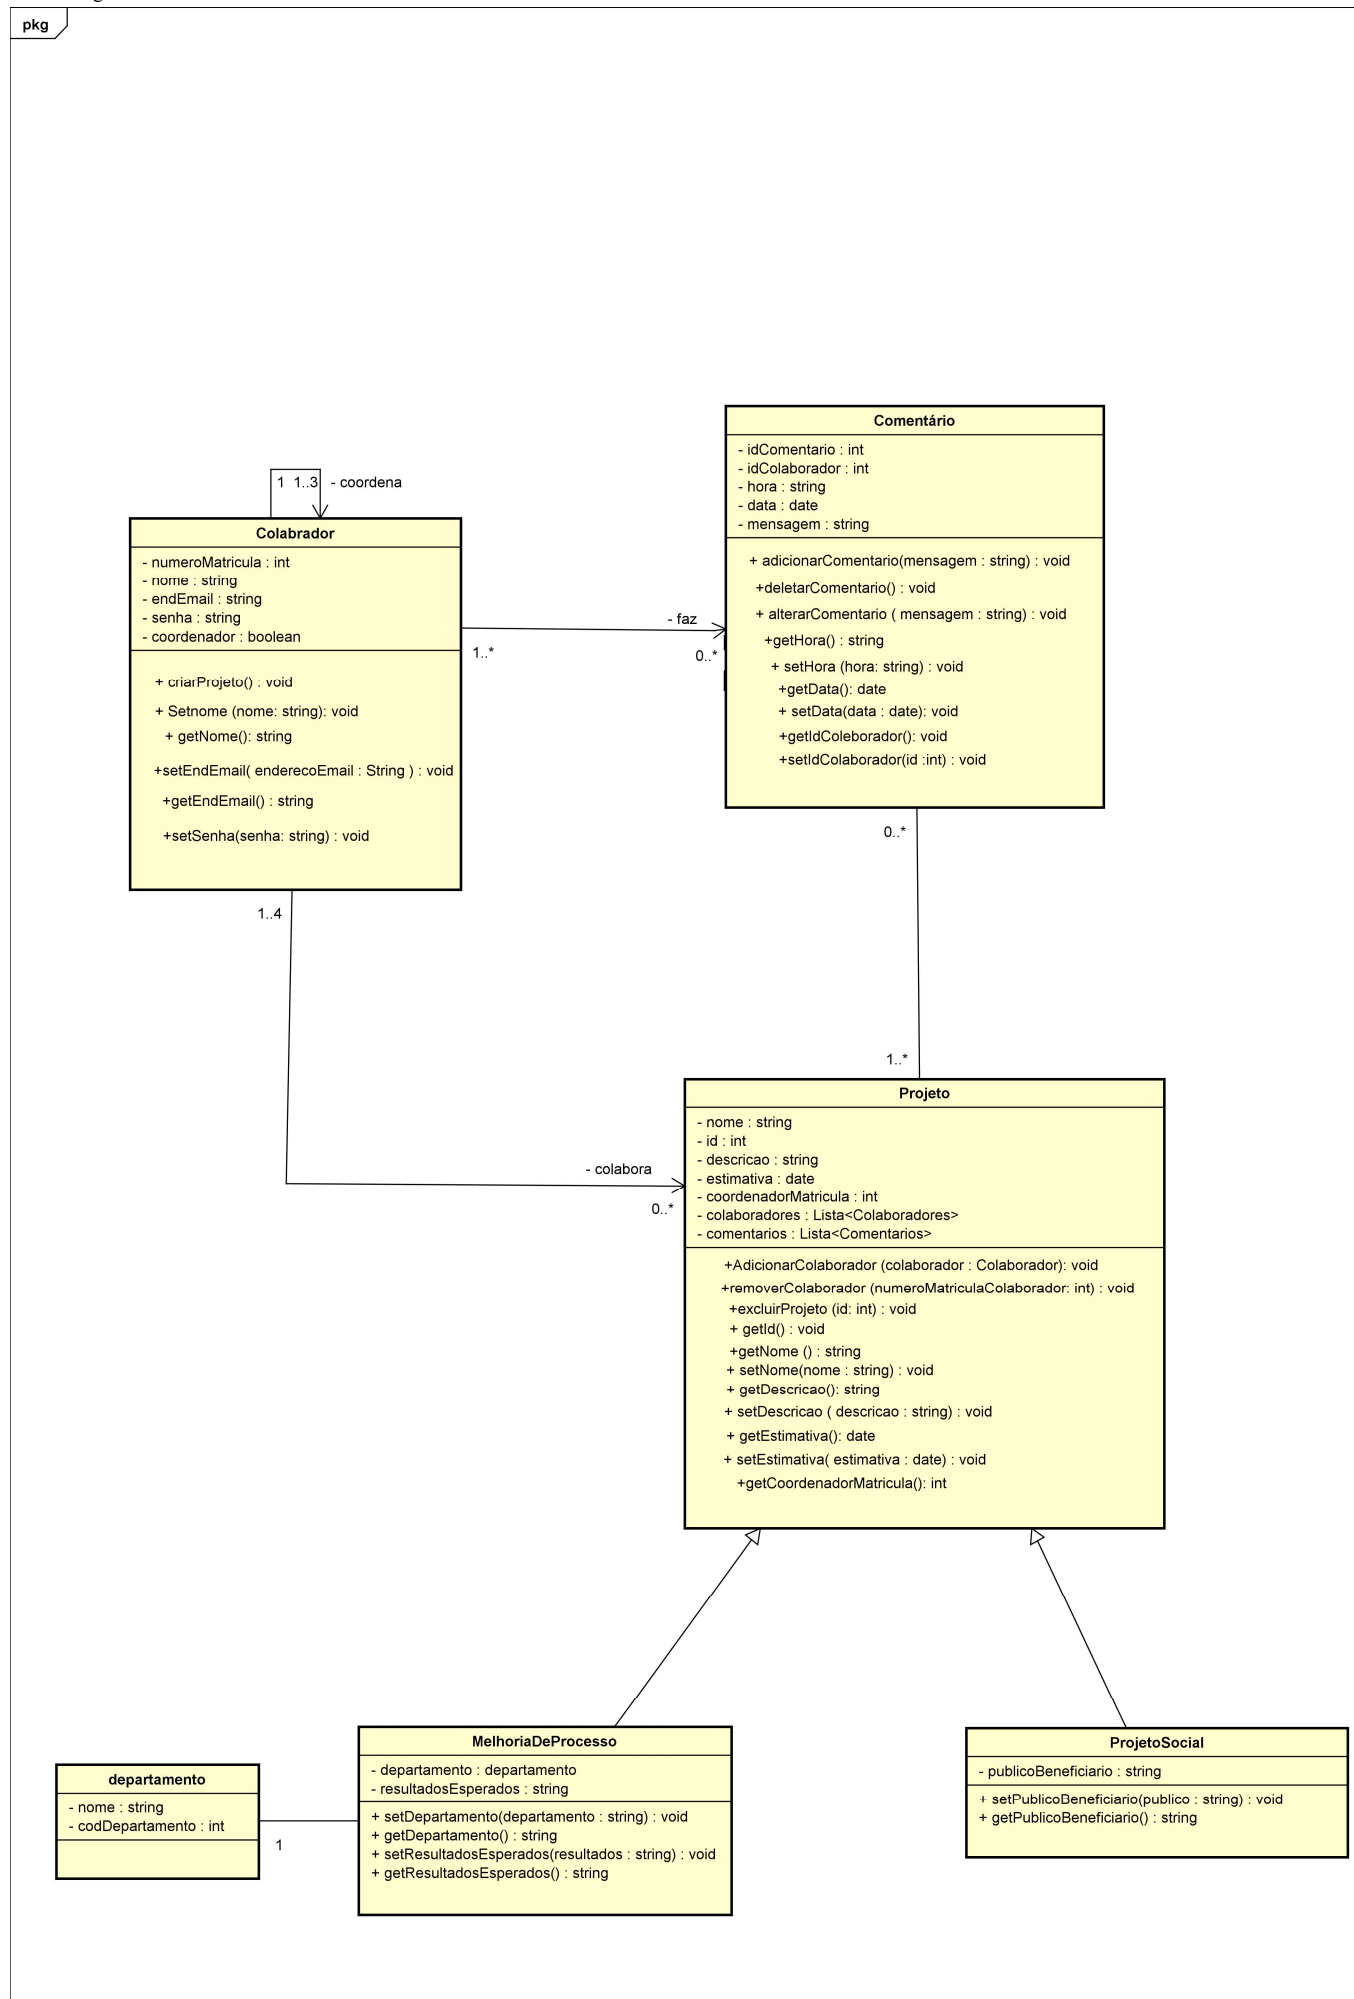 pkg
Comentário
- idComentario : int
- idColaborador : int
- hora : string
- data : date
- mensagem : string
+ adicionarComentario(mensagem : string) : void
+deletarComentario() : void
+ alterarComentario ( mensagem : string) : void
+getHora() : string
+ setHora (hora: string) : void
+getData(): date
+ setData(data : date): void
+getIdColeborador(): void
+setIdColaborador(id :int) : void
1 1..3 - coordena
Colabrador
- numeroMatricula : int
- nome : string
- endEmail : string
- senha : string
- coordenador : boolean
+ criarProjeto() : void
+ Setnome (nome: string): void
+ getNome(): string
+setEndEmail( enderecoEmail : String ) : void
+getEndEmail() : string
+setSenha(senha: string) : void
- faz
1..*
0..*
0..*
1..4
1..*
- colabora
0..*
Projeto
- nome : string
- id : int
- descricao : string
- estimativa : date
- coordenadorMatricula : int
- colaboradores : Lista<Colaboradores>
- comentarios : Lista<Comentarios>
+AdicionarColaborador (colaborador : Colaborador): void
+removerColaborador (numeroMatriculaColaborador: int) : void
+excluirProjeto (id: int) : void
+ getId() : void
+getNome () : string
+ setNome(nome : string) : void
+ getDescricao(): string
+ setDescricao ( descricao : string) : void
+ getEstimativa(): date
+ setEstimativa( estimativa : date) : void
+getCoordenadorMatricula(): int
MelhoriaDeProcesso
- departamento : departamento
- resultadosEsperados : string
+ setDepartamento(departamento : string) : void
+ getDepartamento() : string
+ setResultadosEsperados(resultados : string) : void
+ getResultadosEsperados() : string
departamento
- nome : string
- codDepartamento : int
1
ProjetoSocial
- publicoBeneficiario : string
+ setPublicoBeneficiario(publico : string) : void
+ getPublicoBeneficiario() : string